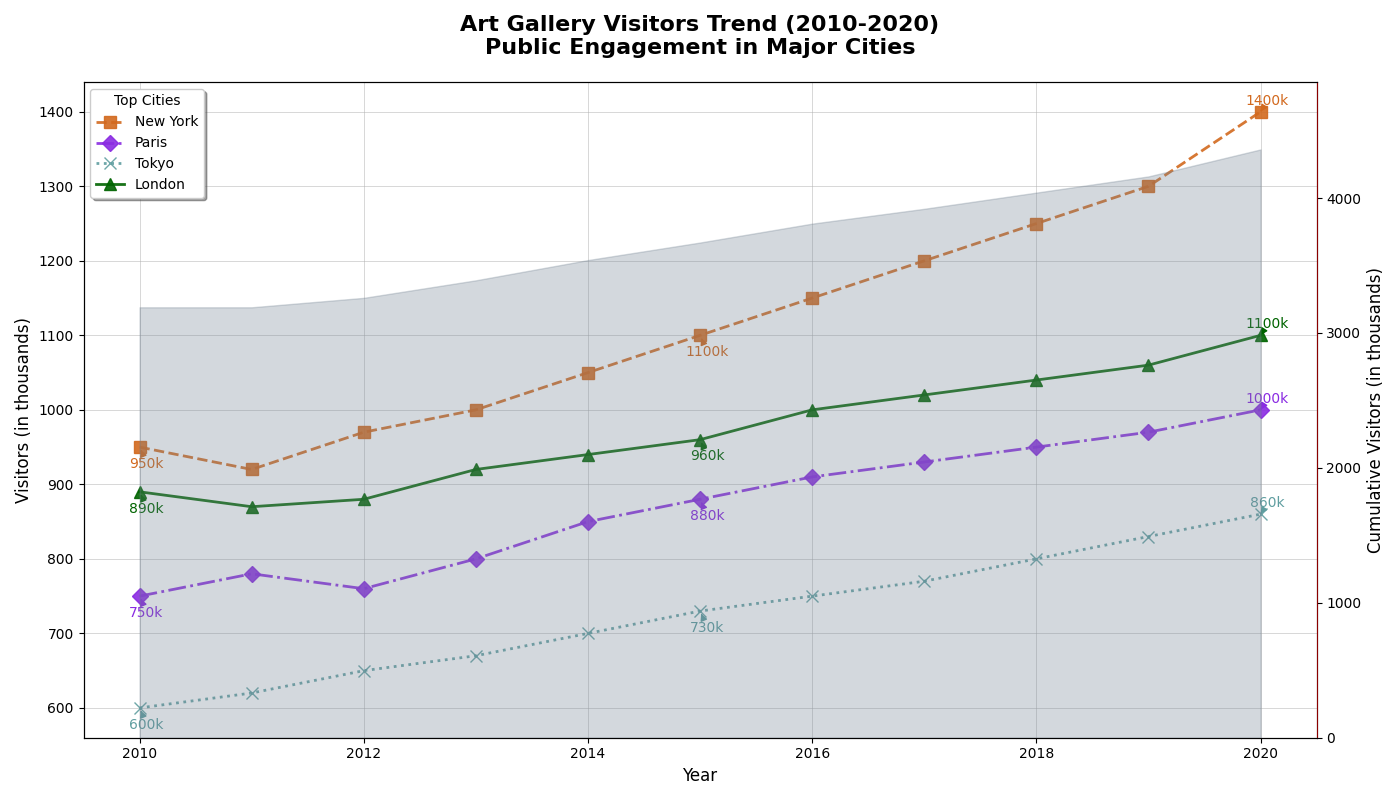 Art Gallery Visitors Trend (2010-2020)
Public Engagement in Major Cities
Top Cities
New York
Paris
Tokyo
London
Visitors (in thousands)
1400
1300
1200
1100
1000
900
800
700
600
Cumulative Visitors (in thousands)
4000
3000
2000
1000
0
950k
1100k
1400k
890k
960k
1100k
750k
880k
1000k
600k
730k
860k
2010
2012
2014
2016
2018
2020
Year